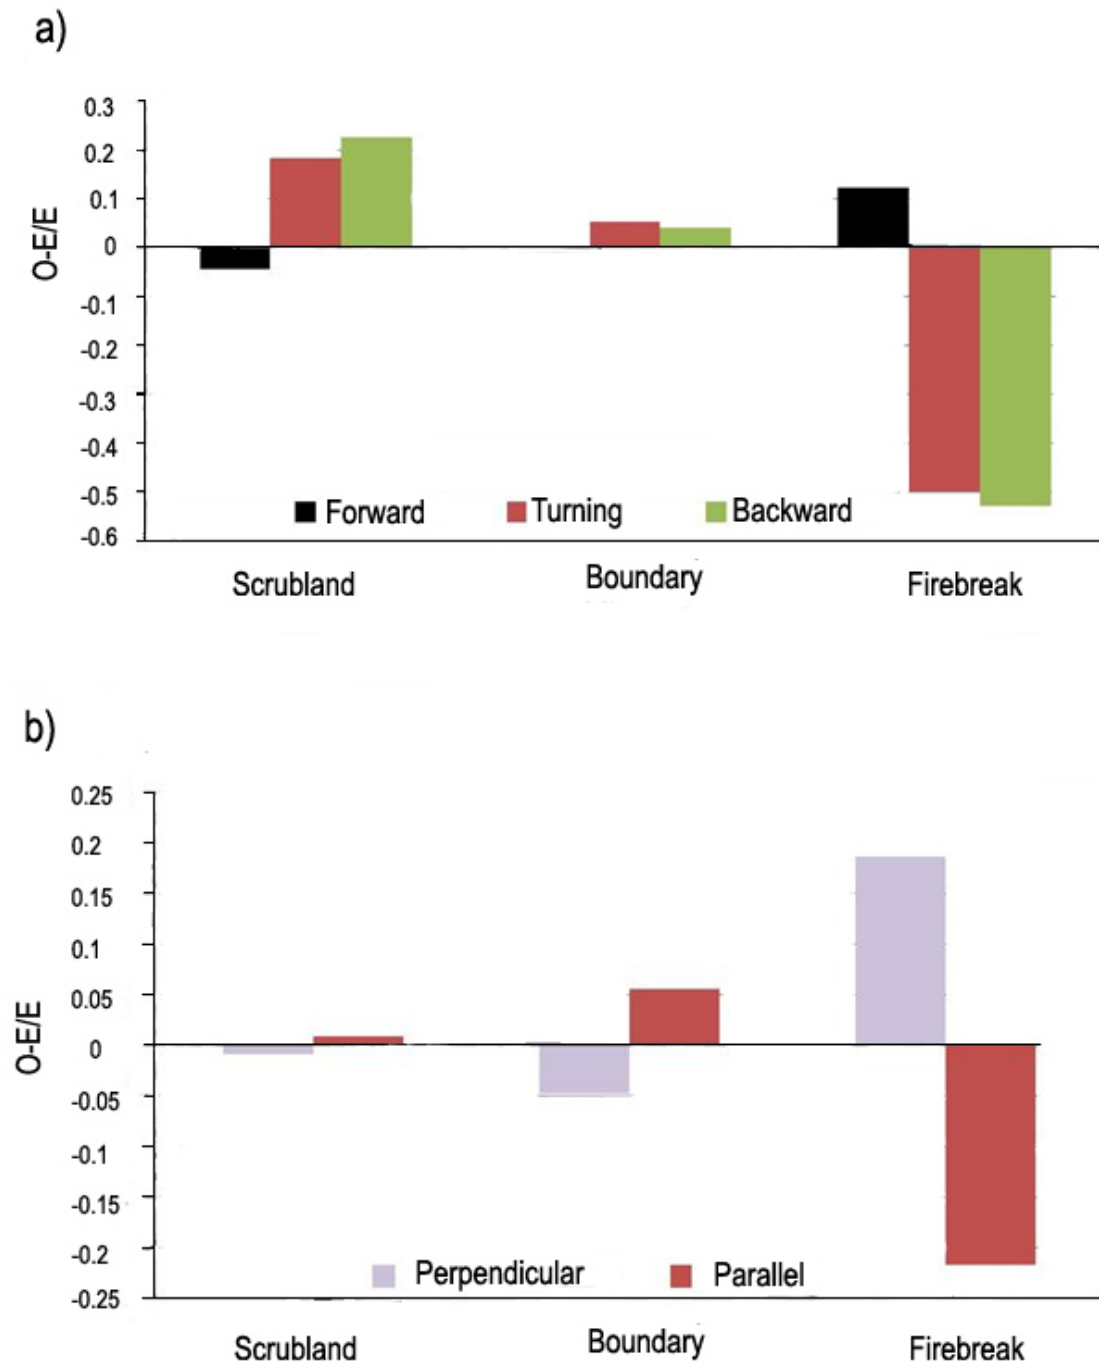 a)
0.3
0.2
0.1
0
-0.1
-0.2
-0.3
-0.4
-0.5
-0.6
O-E/E
Forward Turning Backward
Scrubland Boundary Firebreak
b)
0.25
0.2
0.15
0.1
0.05
0
-0.05
-0.1
-0.15
-0.2
-0.25
O-E/E
Perpendicular Parallel
Scrubland Boundary Firebreak